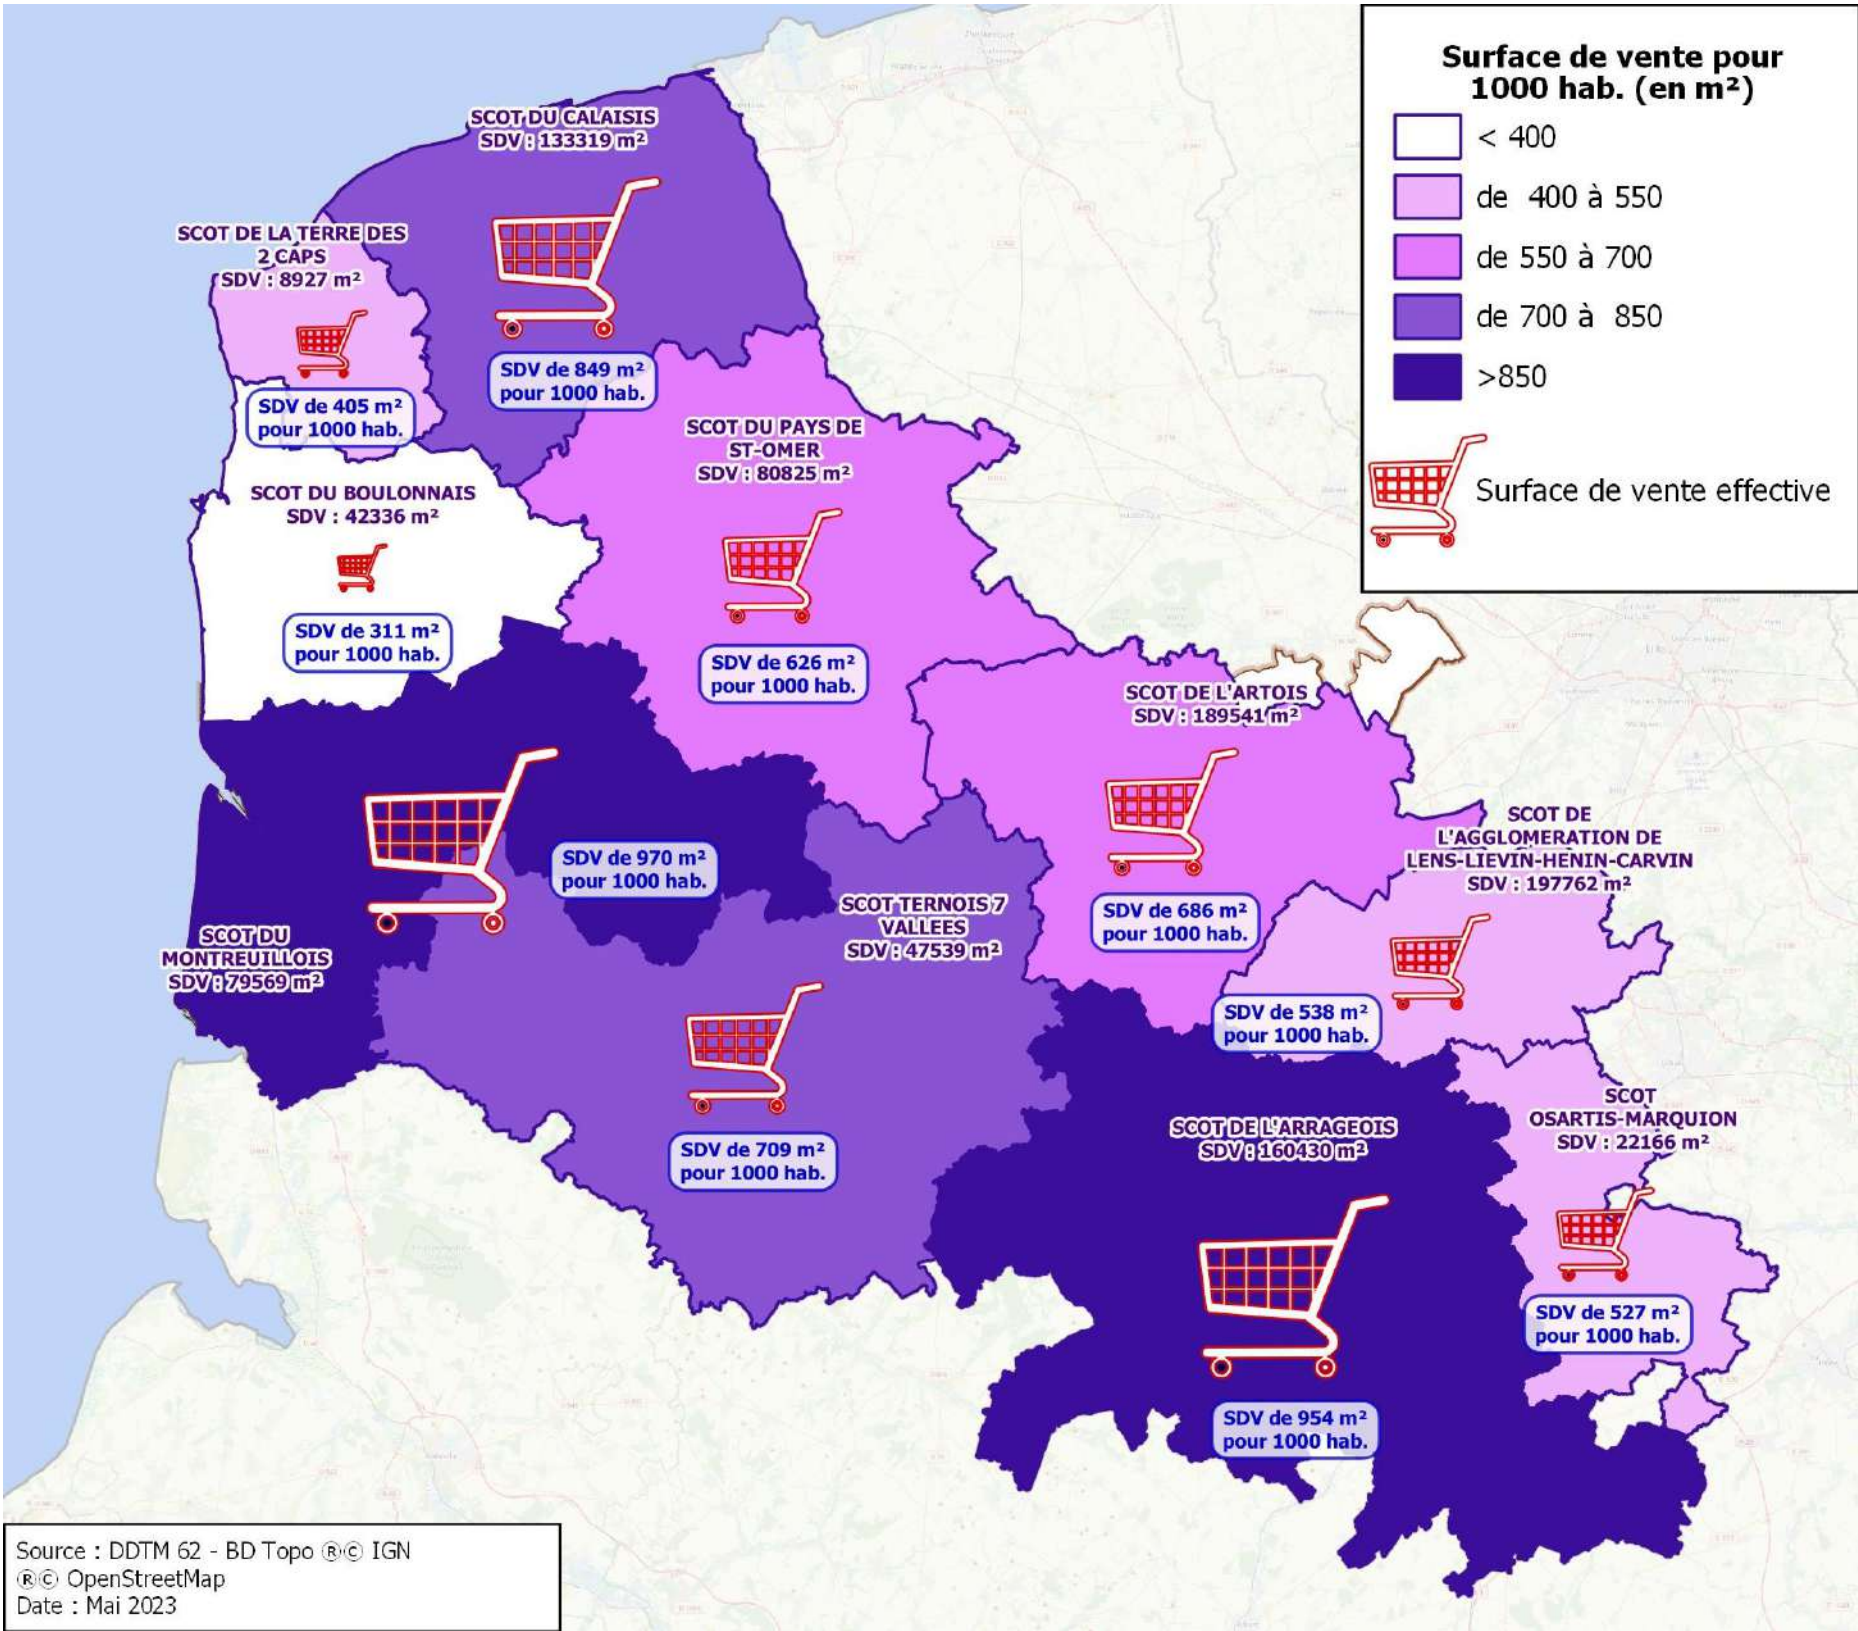 Surface de vente pour
1000 hab. (en m²)
< 400
de 400 à 550
de 550 à 700
de 700 à 850
>850
Surface de vente effective
SCOT DU CALAISIS
SDV : 133319 m²
SDV de 849 m²
pour 1000 hab.
SCOT DE LA TERRE DES
2 CAPS
SDV : 8927 m²
SDV de 405 m²
pour 1000 hab.
SCOT DU PAYS DE
ST-OMER
SDV : 80825 m²
SDV de 626 m²
pour 1000 hab.
SCOT DU BOULONNAIS
SDV : 42336 m²
SDV de 311 m²
pour 1000 hab.
SCOT DE L'ARTOIS
SDV : 189541 m²
SDV de 686 m²
pour 1000 hab.
SCOT DE
L'AGGLOMERATION DE
LENS-LIEVIN-HENIN-CARVIN
SDV : 197762 m²
SDV de 538 m²
pour 1000 hab.
SDV de 970 m²
pour 1000 hab.
SCOT DU
MONTREUILLOIS
SDV : 79569 m²
SCOT TERNOIS 7
VALLEES
SDV : 47539 m²
SDV de 709 m²
pour 1000 hab.
SCOT DE L'ARRAGEOIS
SDV : 160430 m²
SDV de 954 m²
pour 1000 hab.
SCOT
OSARTIS-MARQUION
SDV : 22166 m²
SDV de 527 m²
pour 1000 hab.
Source : DDTM 62 - BD Topo ®© IGN
®© OpenStreetMap
Date : Mai 2023